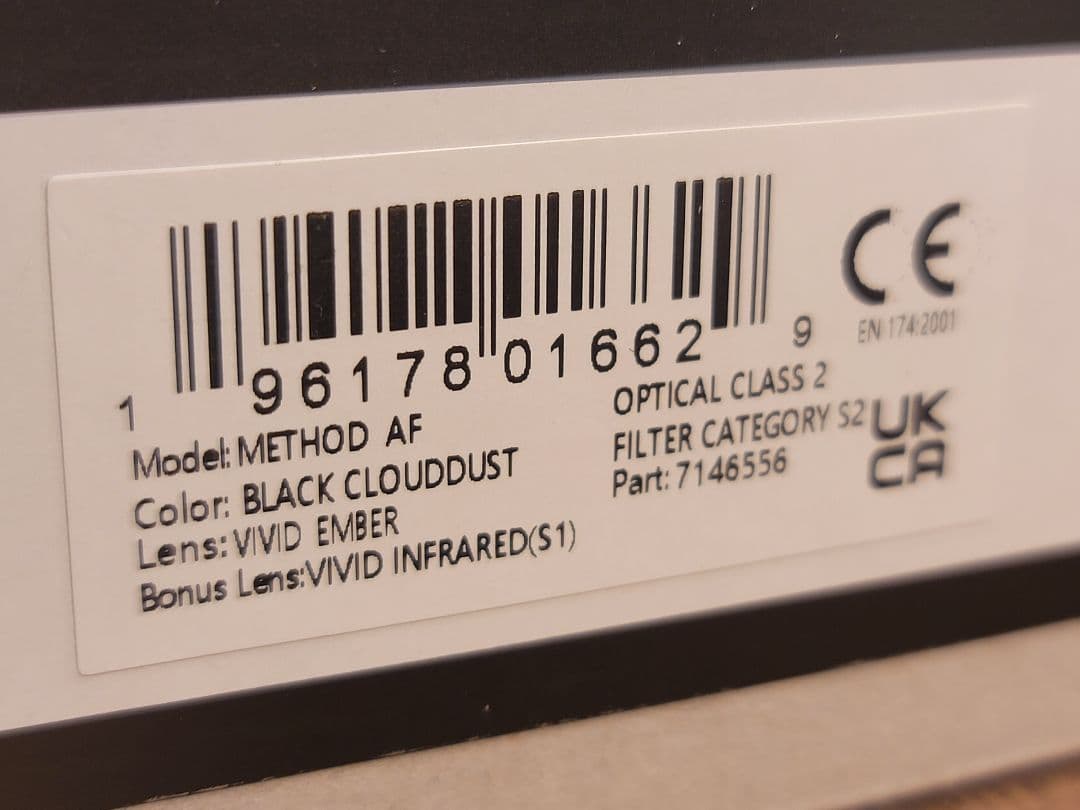 1 96178 01662 9
CE
EN 174:2001
Model: METHOD AF
Color: BLACK CLOUDDUST
Lens: VIVID EMBER
Bonus Lens:VIVID INFRARED(S1)
OPTICAL CLASS 2
FILTER CATEGORY S2
Part: 7146556
UK
CA